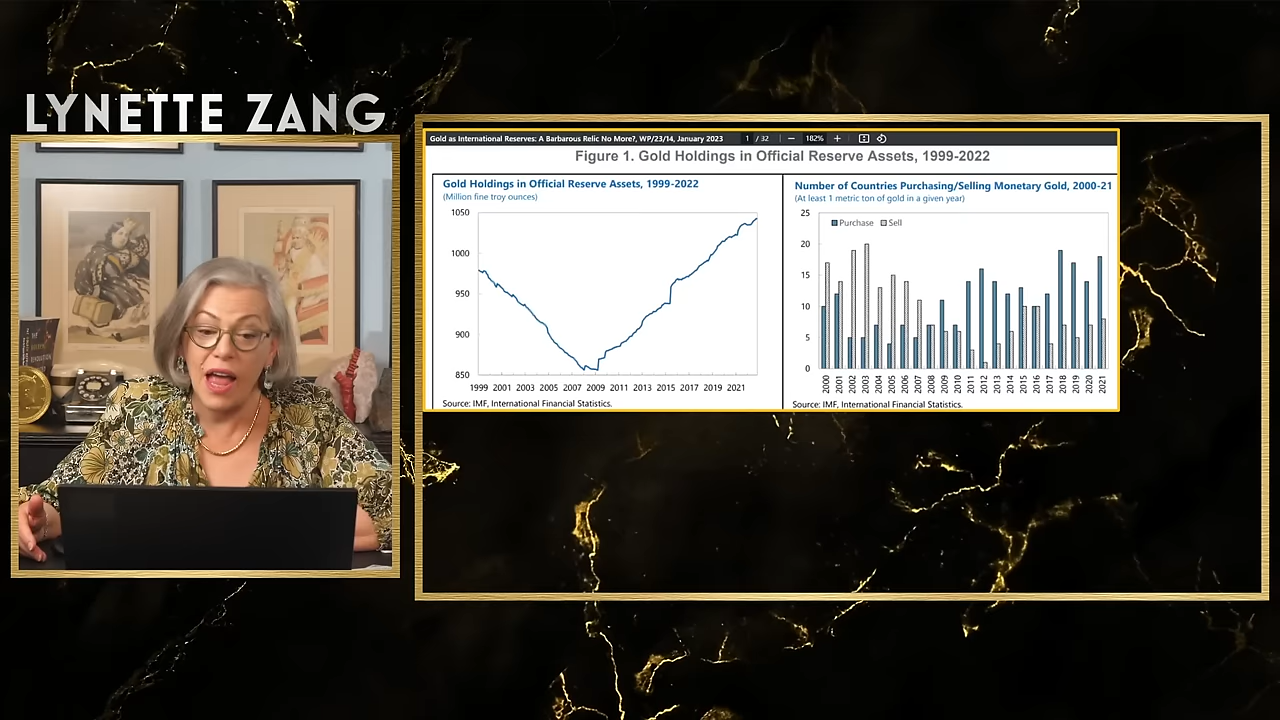 LYNETTE ZANG
Gold as International Reserves: A Barbarous Relic No More?, WP/23/14, January 2023
1 / 32
182%
Figure 1. Gold Holdings in Official Reserve Assets, 1999-2022
Gold Holdings in Official Reserve Assets, 1999-2022
(Million fine troy ounces)
1050
1000
950
900
850
1999 2001 2003 2005 2007 2009 2011 2013 2015 2017 2019 2021
Source: IMF, International Financial Statistics.
Number of Countries Purchasing/Selling Monetary Gold, 2000-21
(At least 1 metric ton of gold in a given year)
25
20
15
10
5
0
Purchase Sell
2000 2001 2002 2003 2004 2005 2006 2007 2008 2009 2010 2011 2012 2013 2014 2015 2016 2017 2018 2019 2020 2021
Source: IMF, International Financial Statistics.